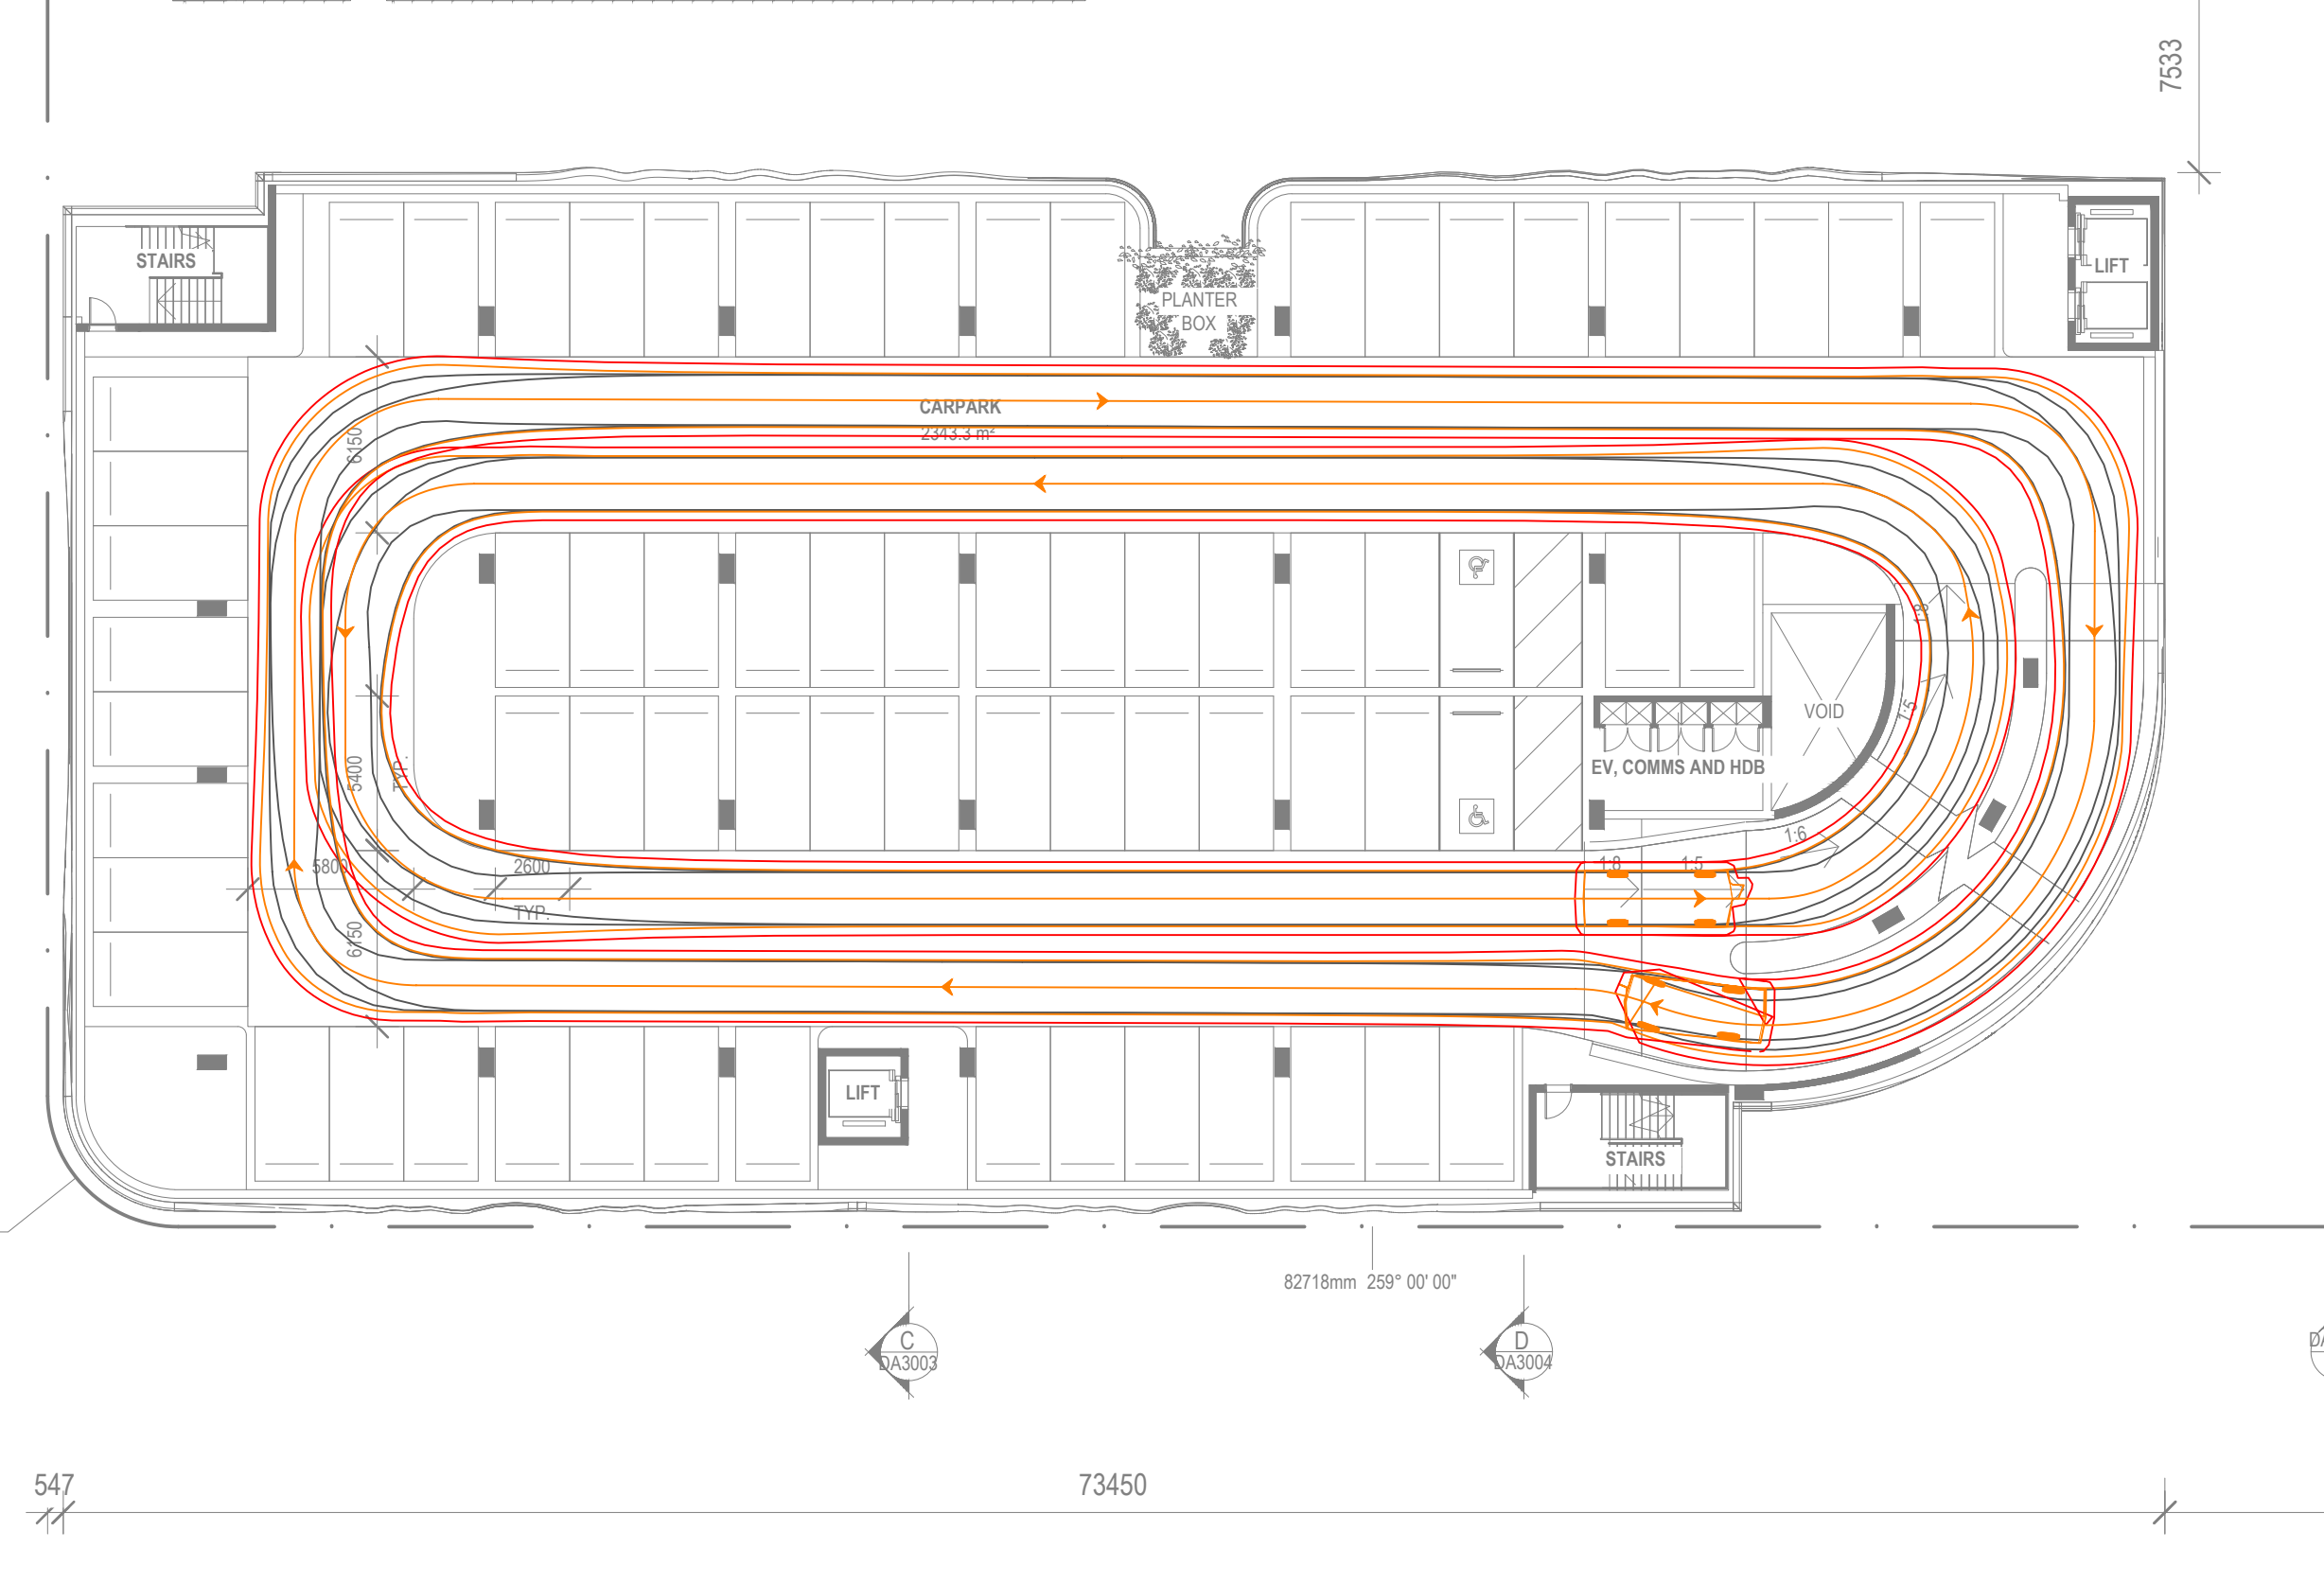 7533
STAIRS
LIFT
PLANTER
BOX
CARPARK
2343.3 m²
6150
1:8
1:5
VOID
5400
TYP.
EV, COMMS AND HDB
1:6
5800
2600
1:8
1:5
TYP.
6150
LIFT
STAIRS
82718mm 259° 00' 00"
C
DA3003
D
DA3004
DA
547
73450